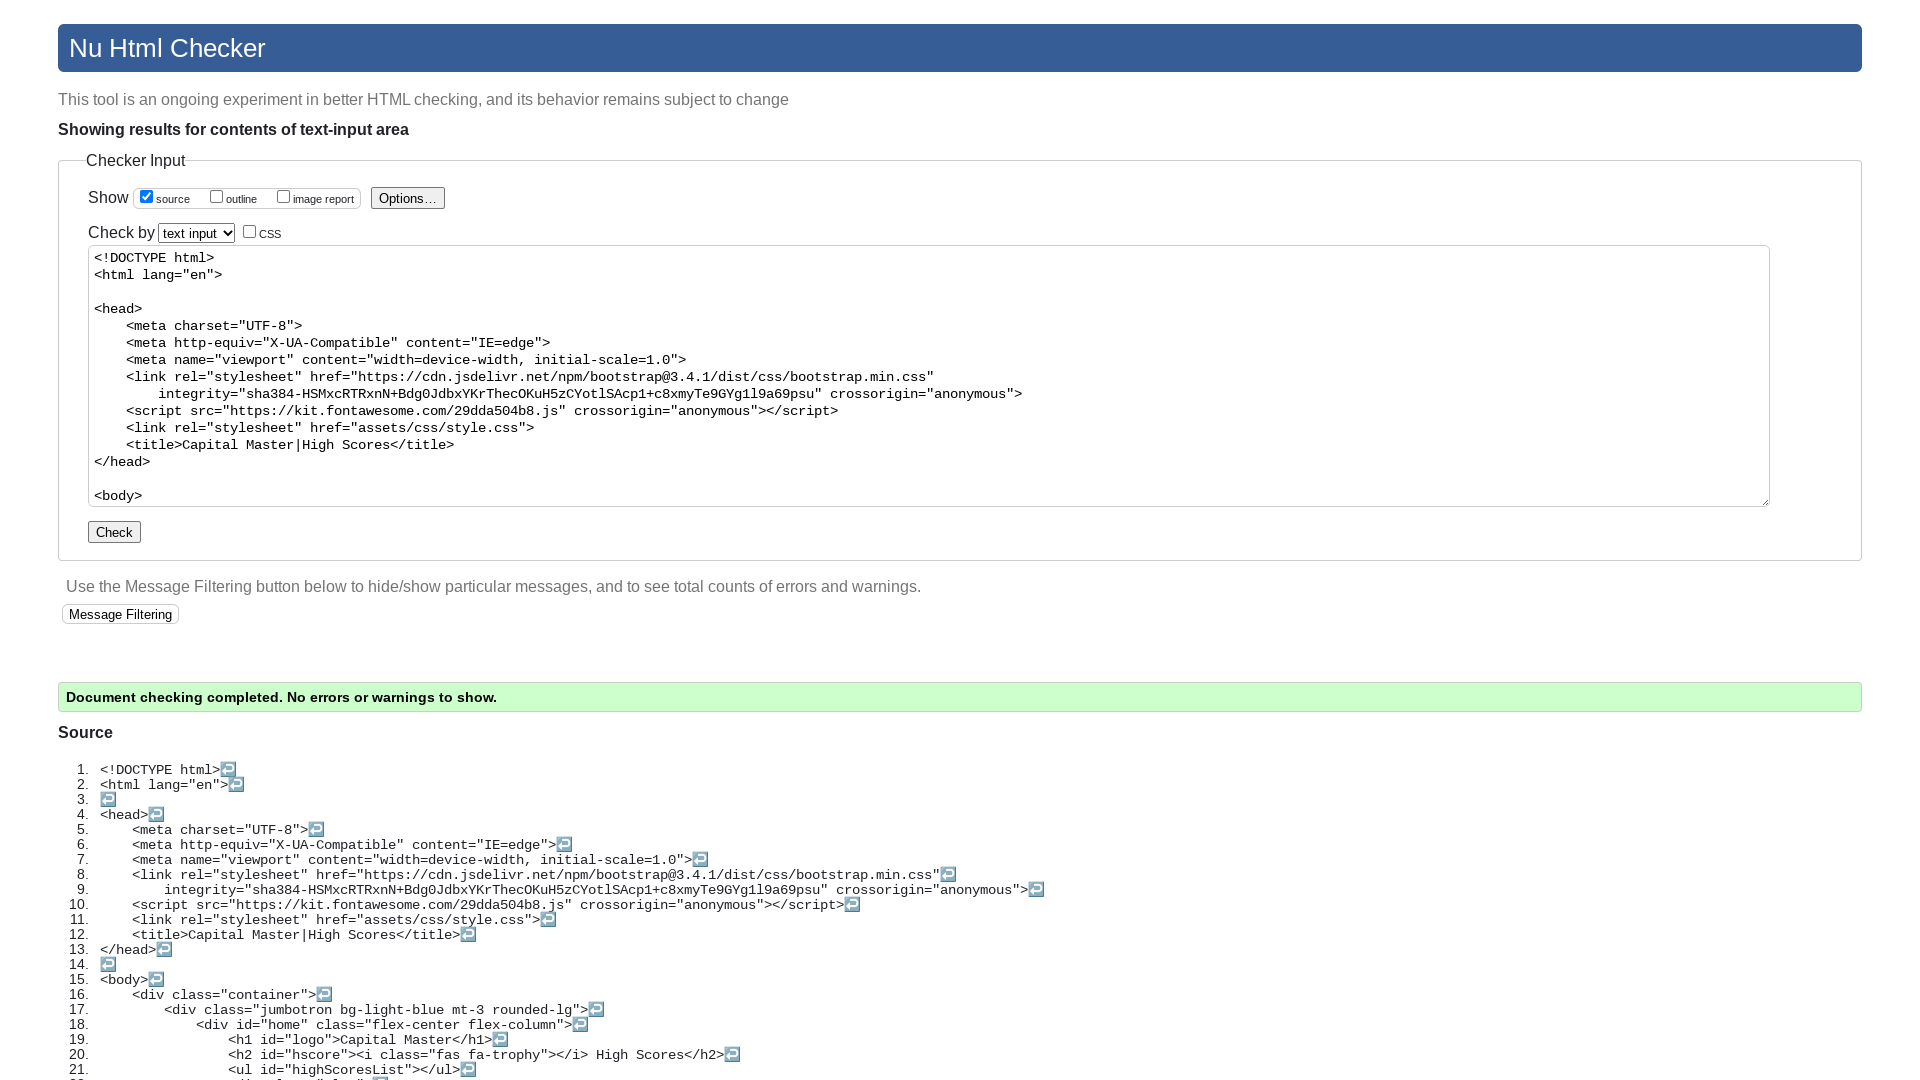 Nu Html Checker
This tool is an ongoing experiment in better HTML checking, and its behavior remains subject to change
Showing results for contents of text-input area
Checker Input
Show source outline image report Options…
Check by text input CSS
<!DOCTYPE html>
<html lang="en">
<head>
<meta charset="UTF-8">
<meta http-equiv="X-UA-Compatible" content="IE=edge">
<meta name="viewport" content="width=device-width, initial-scale=1.0">
<link rel="stylesheet" href="https://cdn.jsdelivr.net/npm/bootstrap@3.4.1/dist/css/bootstrap.min.css"
integrity="sha384-HSMxcRTRxnN+Bdg0JdbxYKrThecOKuH5zCYotlSAcp1+c8xmyTe9GYg1l9a69psu" crossorigin="anonymous">
<script src="https://kit.fontawesome.com/29dda504b8.js" crossorigin="anonymous"></script>
<link rel="stylesheet" href="assets/css/style.css">
<title>Capital Master|High Scores</title>
</head>
<body>
Check
Use the Message Filtering button below to hide/show particular messages, and to see total counts of errors and warnings.
Message Filtering
Document checking completed. No errors or warnings to show.
Source
1. <!DOCTYPE html>↩
2. <html lang="en">↩
3. ↩
4. <head>↩
5. <meta charset="UTF-8">↩
6. <meta http-equiv="X-UA-Compatible" content="IE=edge">↩
7. <meta name="viewport" content="width=device-width, initial-scale=1.0">↩
8. <link rel="stylesheet" href="https://cdn.jsdelivr.net/npm/bootstrap@3.4.1/dist/css/bootstrap.min.css"↩
9. integrity="sha384-HSMxcRTRxnN+Bdg0JdbxYKrThecOKuH5zCYotlSAcp1+c8xmyTe9GYg1l9a69psu" crossorigin="anonymous">↩
10. <script src="https://kit.fontawesome.com/29dda504b8.js" crossorigin="anonymous"></script>↩
11. <link rel="stylesheet" href="assets/css/style.css">↩
12. <title>Capital Master|High Scores</title>↩
13. </head>↩
14. ↩
15. <body>↩
16. <div class="container">↩
17. <div class="jumbotron bg-light-blue mt-3 rounded-lg">↩
18. <div id="home" class="flex-center flex-column">↩
19. <h1 id="logo">Capital Master</h1>↩
20. <h2 id="hscore"><i class="fas fa-trophy"></i> High Scores</h2>↩
21. <ul id="highScoresList"></ul>↩